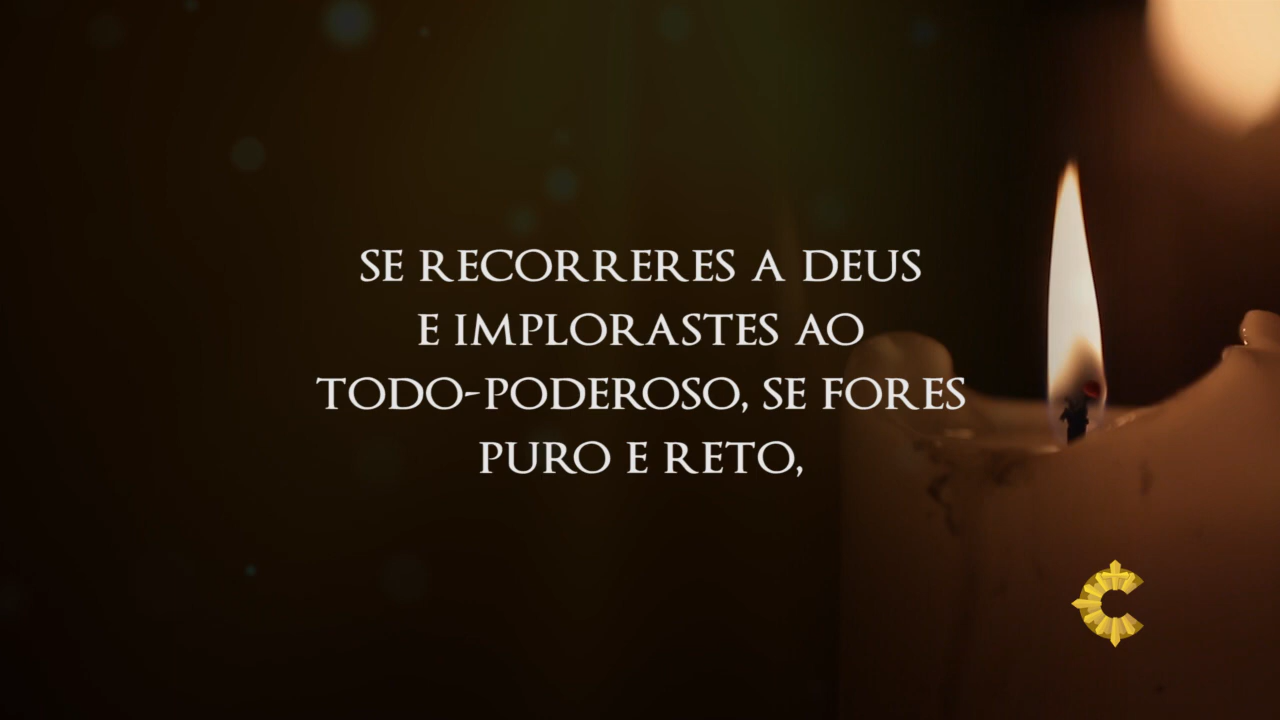 SE RECORRERES A DEUS
E IMPLORASTES AO
TODO-PODEROSO, SE FORES
PURO E RETO,